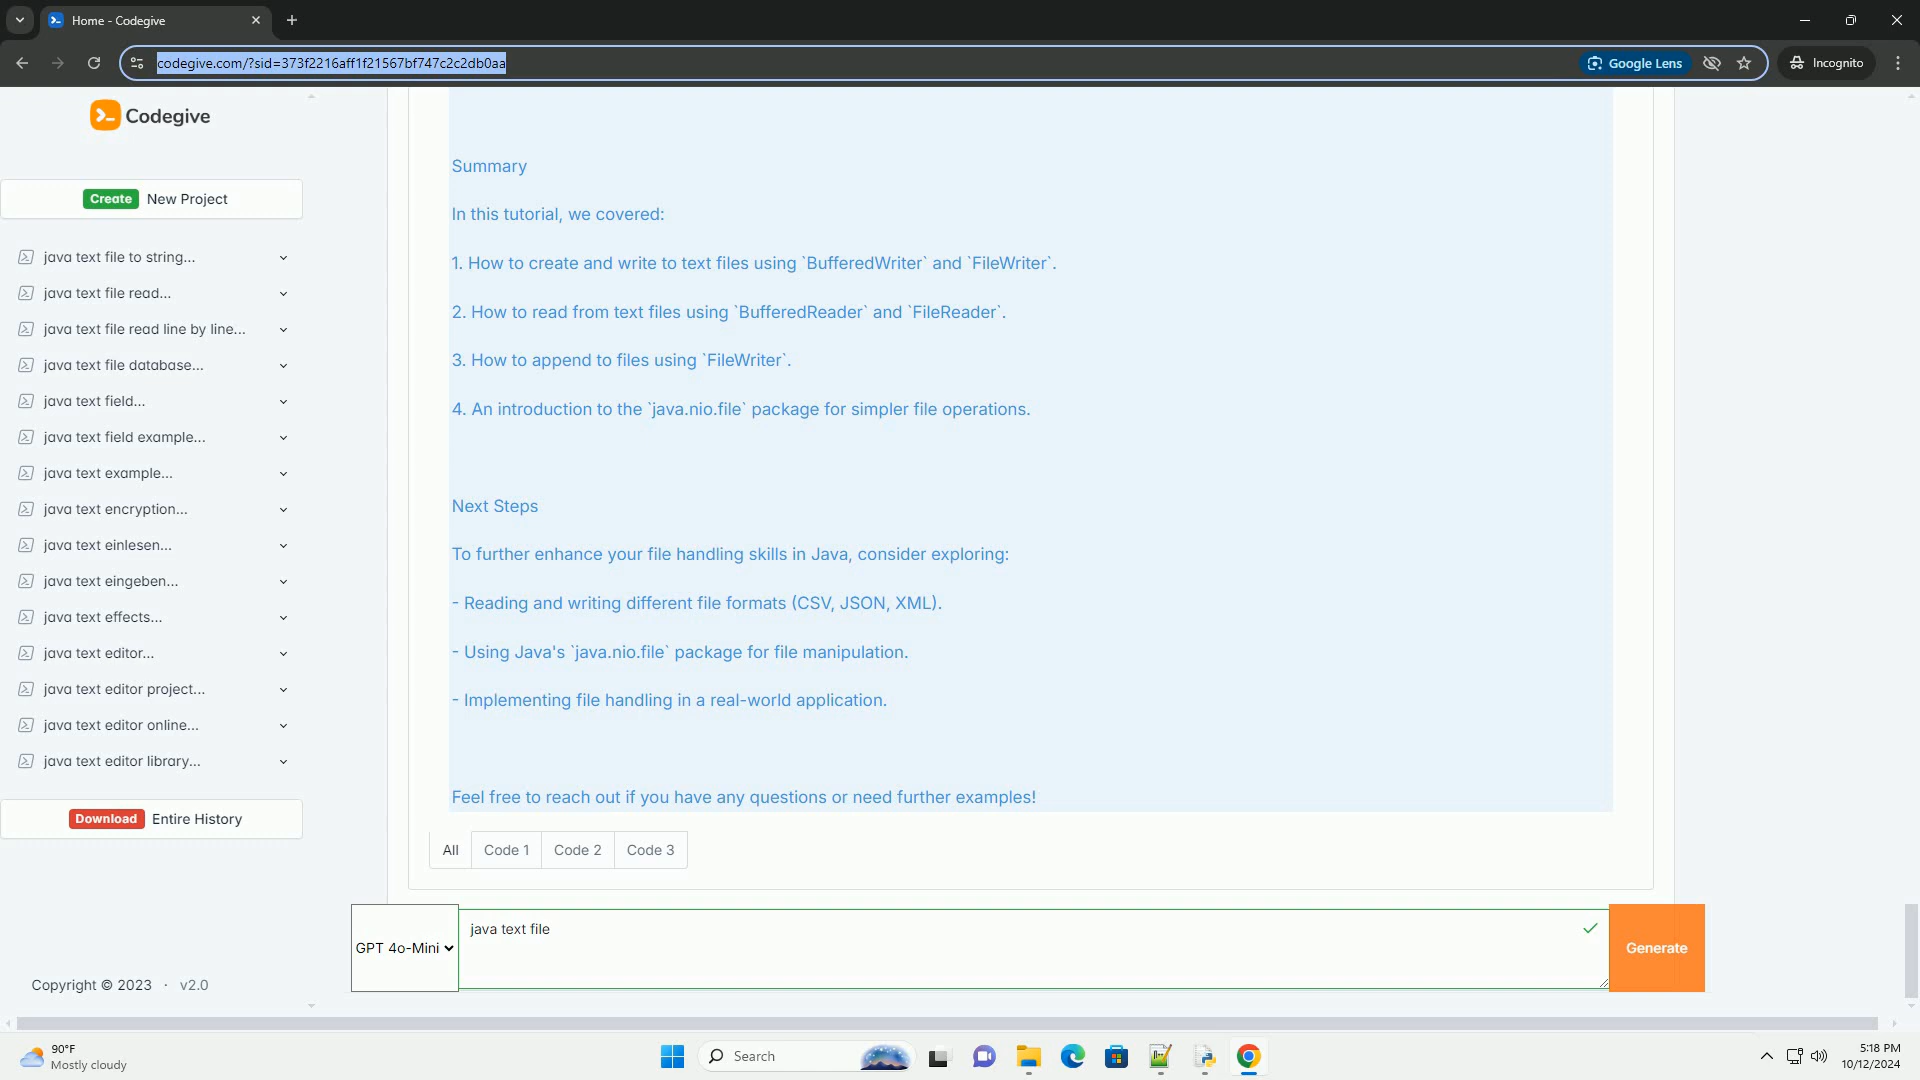 Home - Codegive
codegive.com/?sid=373f2216aff1f21567bf747c2c2db0aa
Google Lens
Incognito
Codegive
Create New Project
java text file to string...
java text file read...
java text file read line by line...
java text file database...
java text field...
java text field example...
java text example...
java text encryption...
java text einlesen...
java text eingeben...
java text effects...
java text editor...
java text editor project...
java text editor online...
java text editor library...
Download Entire History
Copyright © 2023 · v2.0
Summary
In this tutorial, we covered:
1. How to create and write to text files using `BufferedWriter` and `FileWriter`.
2. How to read from text files using `BufferedReader` and `FileReader`.
3. How to append to files using `FileWriter`.
4. An introduction to the `java.nio.file` package for simpler file operations.
Next Steps
To further enhance your file handling skills in Java, consider exploring:
- Reading and writing different file formats (CSV, JSON, XML).
- Using Java's `java.nio.file` package for file manipulation.
- Implementing file handling in a real-world application.
Feel free to reach out if you have any questions or need further examples!
All Code 1 Code 2 Code 3
GPT 4o-Mini
java text file
Generate
90°F
Mostly cloudy
Search
5:18 PM
10/12/2024